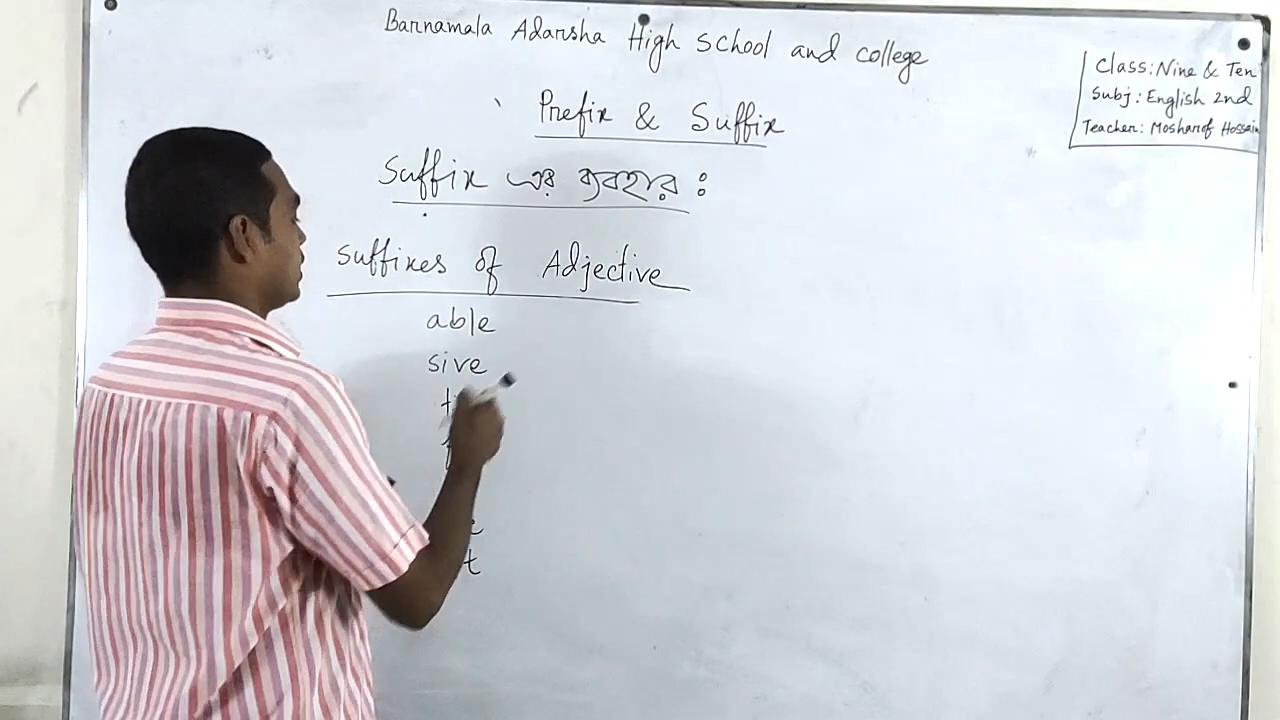 Barnamala Adarsha High School and college
Class: Nine & Ten
Subj: English 2nd
Teacher: Mosharof Hossain
Prefix & Suffix
Suffix এর ব্যবহার :
Suffixes of Adjective
able
sive